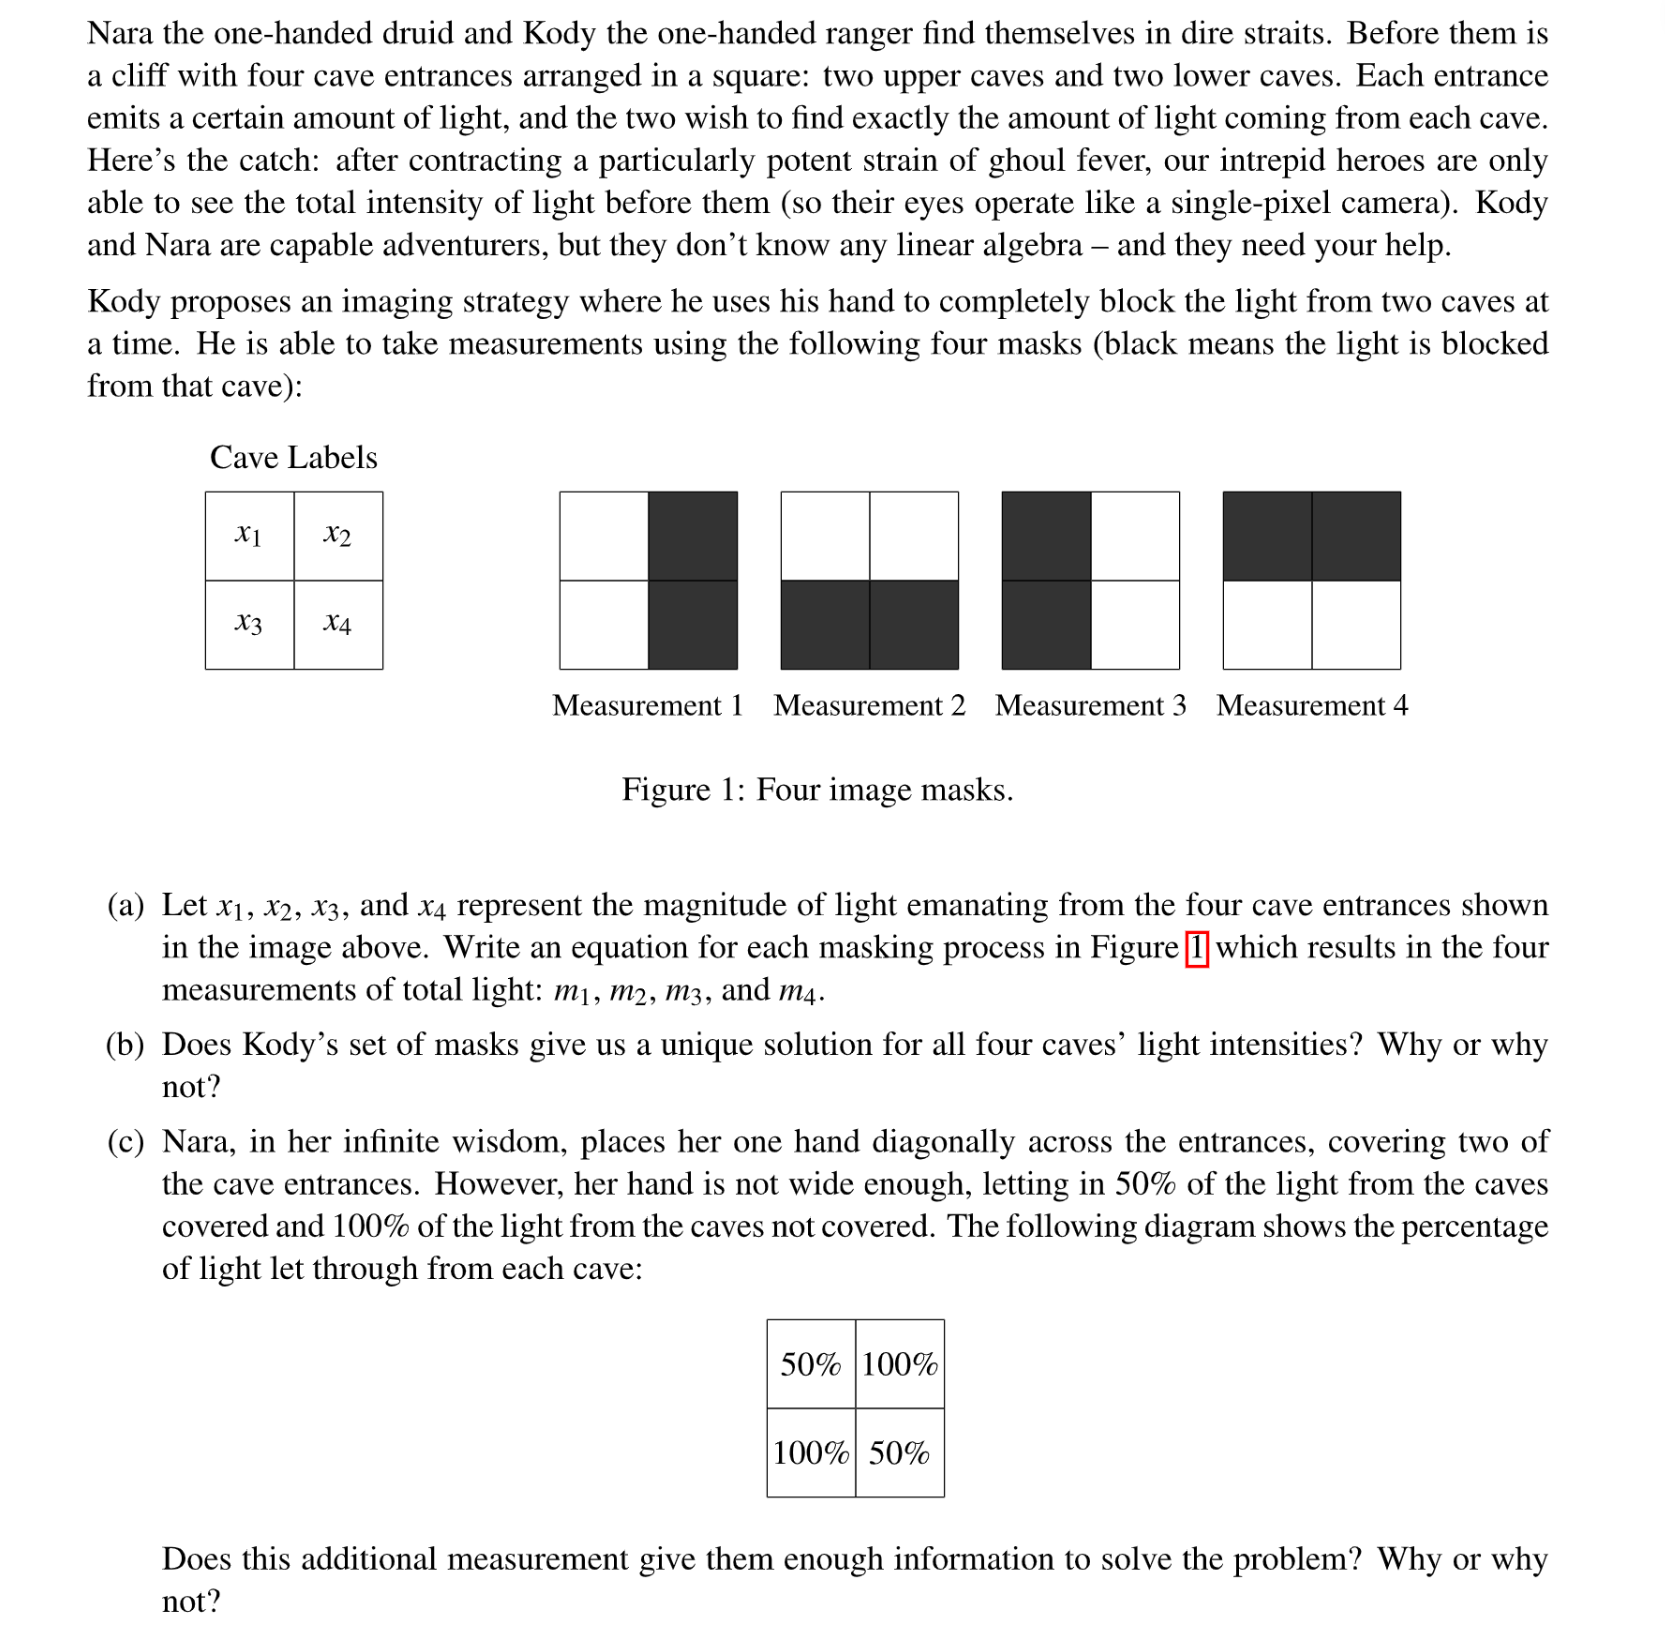 Nara the one-handed druid and Kody the one-handed ranger find themselves in dire straits. Before them is
a cliff with four cave entrances arranged in a square: two upper caves and two lower caves. Each entrance
emits a certain amount of light, and the two wish to find exactly the amount of light coming from each cave.
Here's the catch: after contracting a particularly potent strain of ghoul fever, our intrepid heroes are only
able to see the total intensity of light before them (so their eyes operate like a single-pixel camera). Kody
and Nara are capable adventurers, but they don't know any linear algebra – and they need your help.
Kody proposes an imaging strategy where he uses his hand to completely block the light from two caves at
a time. He is able to take measurements using the following four masks (black means the light is blocked
from that cave):
Cave Labels
x₁ x₂
x₃ x₄
Measurement 1 Measurement 2 Measurement 3 Measurement 4
Figure 1: Four image masks.
(a) Let x₁, x₂, x₃, and x₄ represent the magnitude of light emanating from the four cave entrances shown
in the image above. Write an equation for each masking process in Figure 1 which results in the four
measurements of total light: m₁, m₂, m₃, and m₄.
(b) Does Kody's set of masks give us a unique solution for all four caves' light intensities? Why or why
not?
(c) Nara, in her infinite wisdom, places her one hand diagonally across the entrances, covering two of
the cave entrances. However, her hand is not wide enough, letting in 50% of the light from the caves
covered and 100% of the light from the caves not covered. The following diagram shows the percentage
of light let through from each cave:
50% 100%
100% 50%
Does this additional measurement give them enough information to solve the problem? Why or why
not?